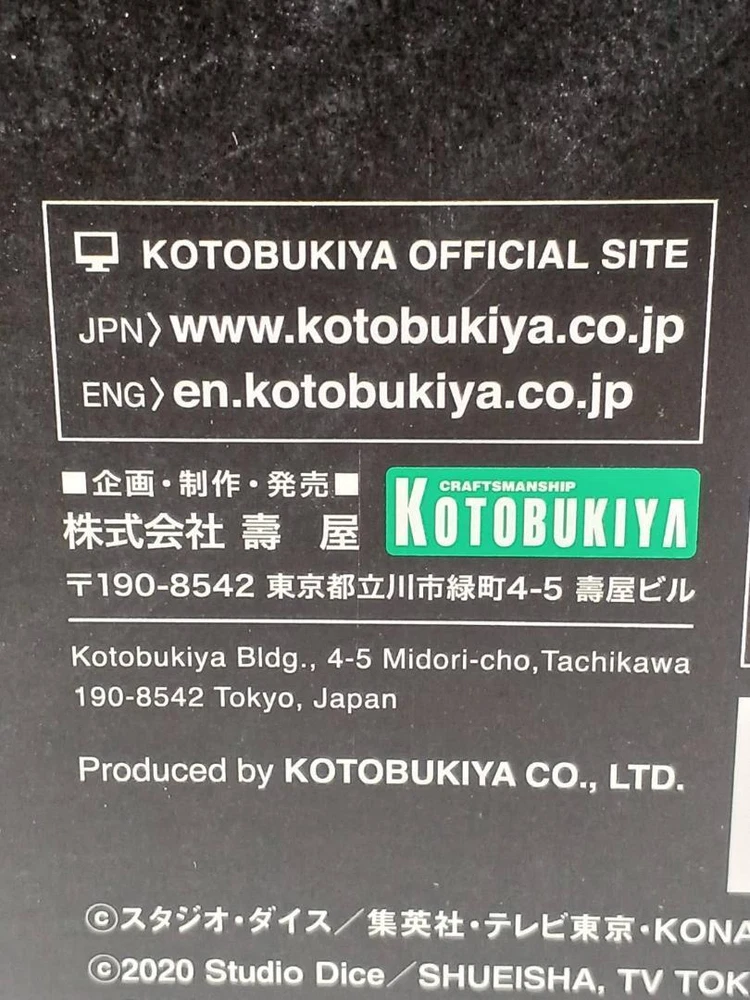 KOTOBUKIYA OFFICIAL SITE
JPN〉www.kotobukiya.co.jp
ENG〉en.kotobukiya.co.jp
■企画・制作・発売■
株式会社 壽 屋
CRAFTSMANSHIP
KOTOBUKIYA
〒190-8542 東京都立川市緑町4-5 壽屋ビル
Kotobukiya Bldg., 4-5 Midori-cho,Tachikawa
190-8542 Tokyo, Japan
Produced by KOTOBUKIYA CO., LTD.
©スタジオ・ダイス／集英社・テレビ東京・KONA
©2020 Studio Dice／SHUEISHA, TV TOK